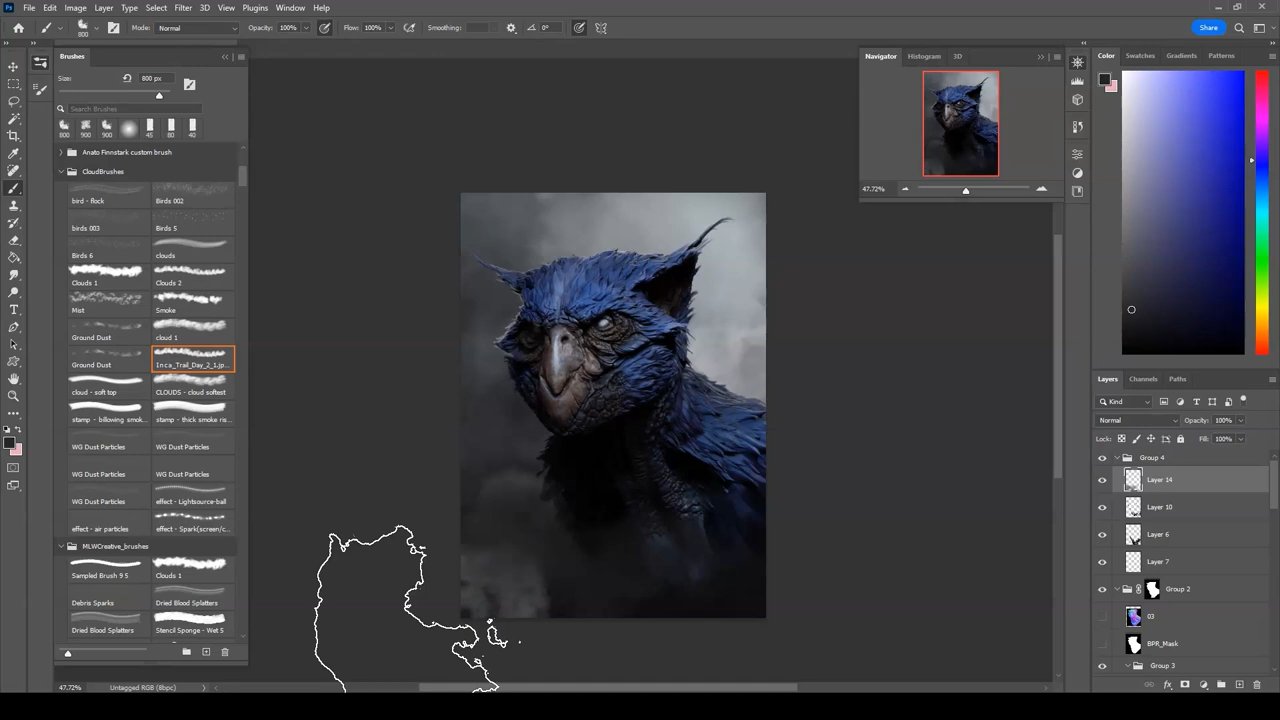 Ps File Edit Image Layer Type Select Filter 3D View Plugins Window Help
800 Mode: Normal Opacity: 100% Flow: 100% Smoothing: 0° Share
Brushes
Size: 800 px
Search Brushes
800 900 900 45 80 40
Anato Finnstark custom brush
CloudBrushes
bird - flock Birds 002
birds 003 Birds 5
Birds 6 clouds
Clouds 1 Clouds 2
Mist Smoke
Ground Dust cloud 1
Ground Dust Inca_Trail_Day_2_1.jp...
cloud - soft top CLOUDS - cloud softest
stamp - billowing smok... stamp - thick smoke ris...
WG Dust Particles WG Dust Particles
WG Dust Particles WG Dust Particles
WG Dust Particles effect - Lightsource-ball
effect - air particles effect - Spark(screen/c...
MLWCreative_brushes
Sampled Brush 9 5 Clouds 1
Debris Sparks Dried Blood Splatters
Dried Blood Splatters Stencil Sponge - Wet 5
Navigator Histogram 3D
47.72%
Color Swatches Gradients Patterns
Layers Channels Paths
Kind
Normal Opacity: 100%
Lock: Fill: 100%
Group 4
Layer 14
Layer 10
Layer 6
Layer 7
Group 2
03
BPR_Mask
Group 3
fx
47.72% Untagged RGB (8bpc)